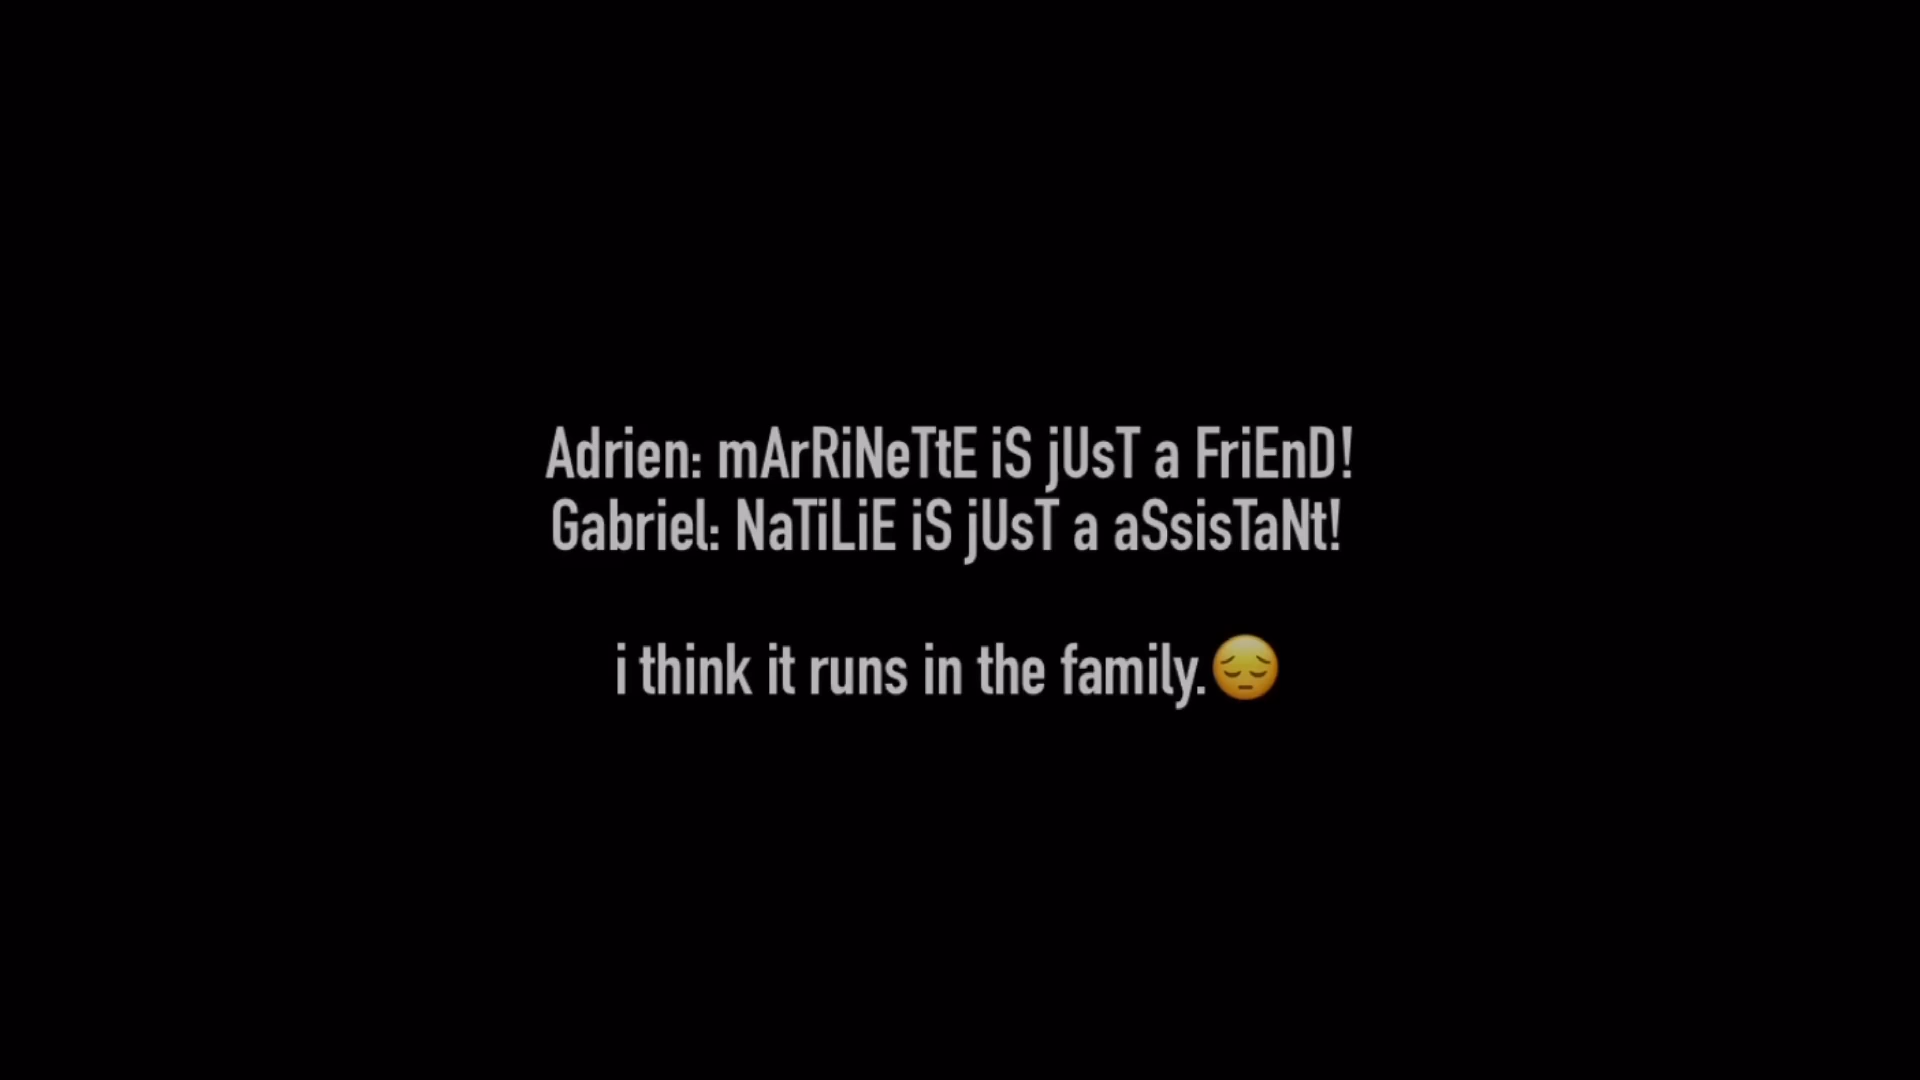 Adrien: mArRiNeTtE iS jUsT a FriEnD!
Gabriel: NaTiLiE iS jUsT a aSsisTaNt!
i think it runs in the family.😔